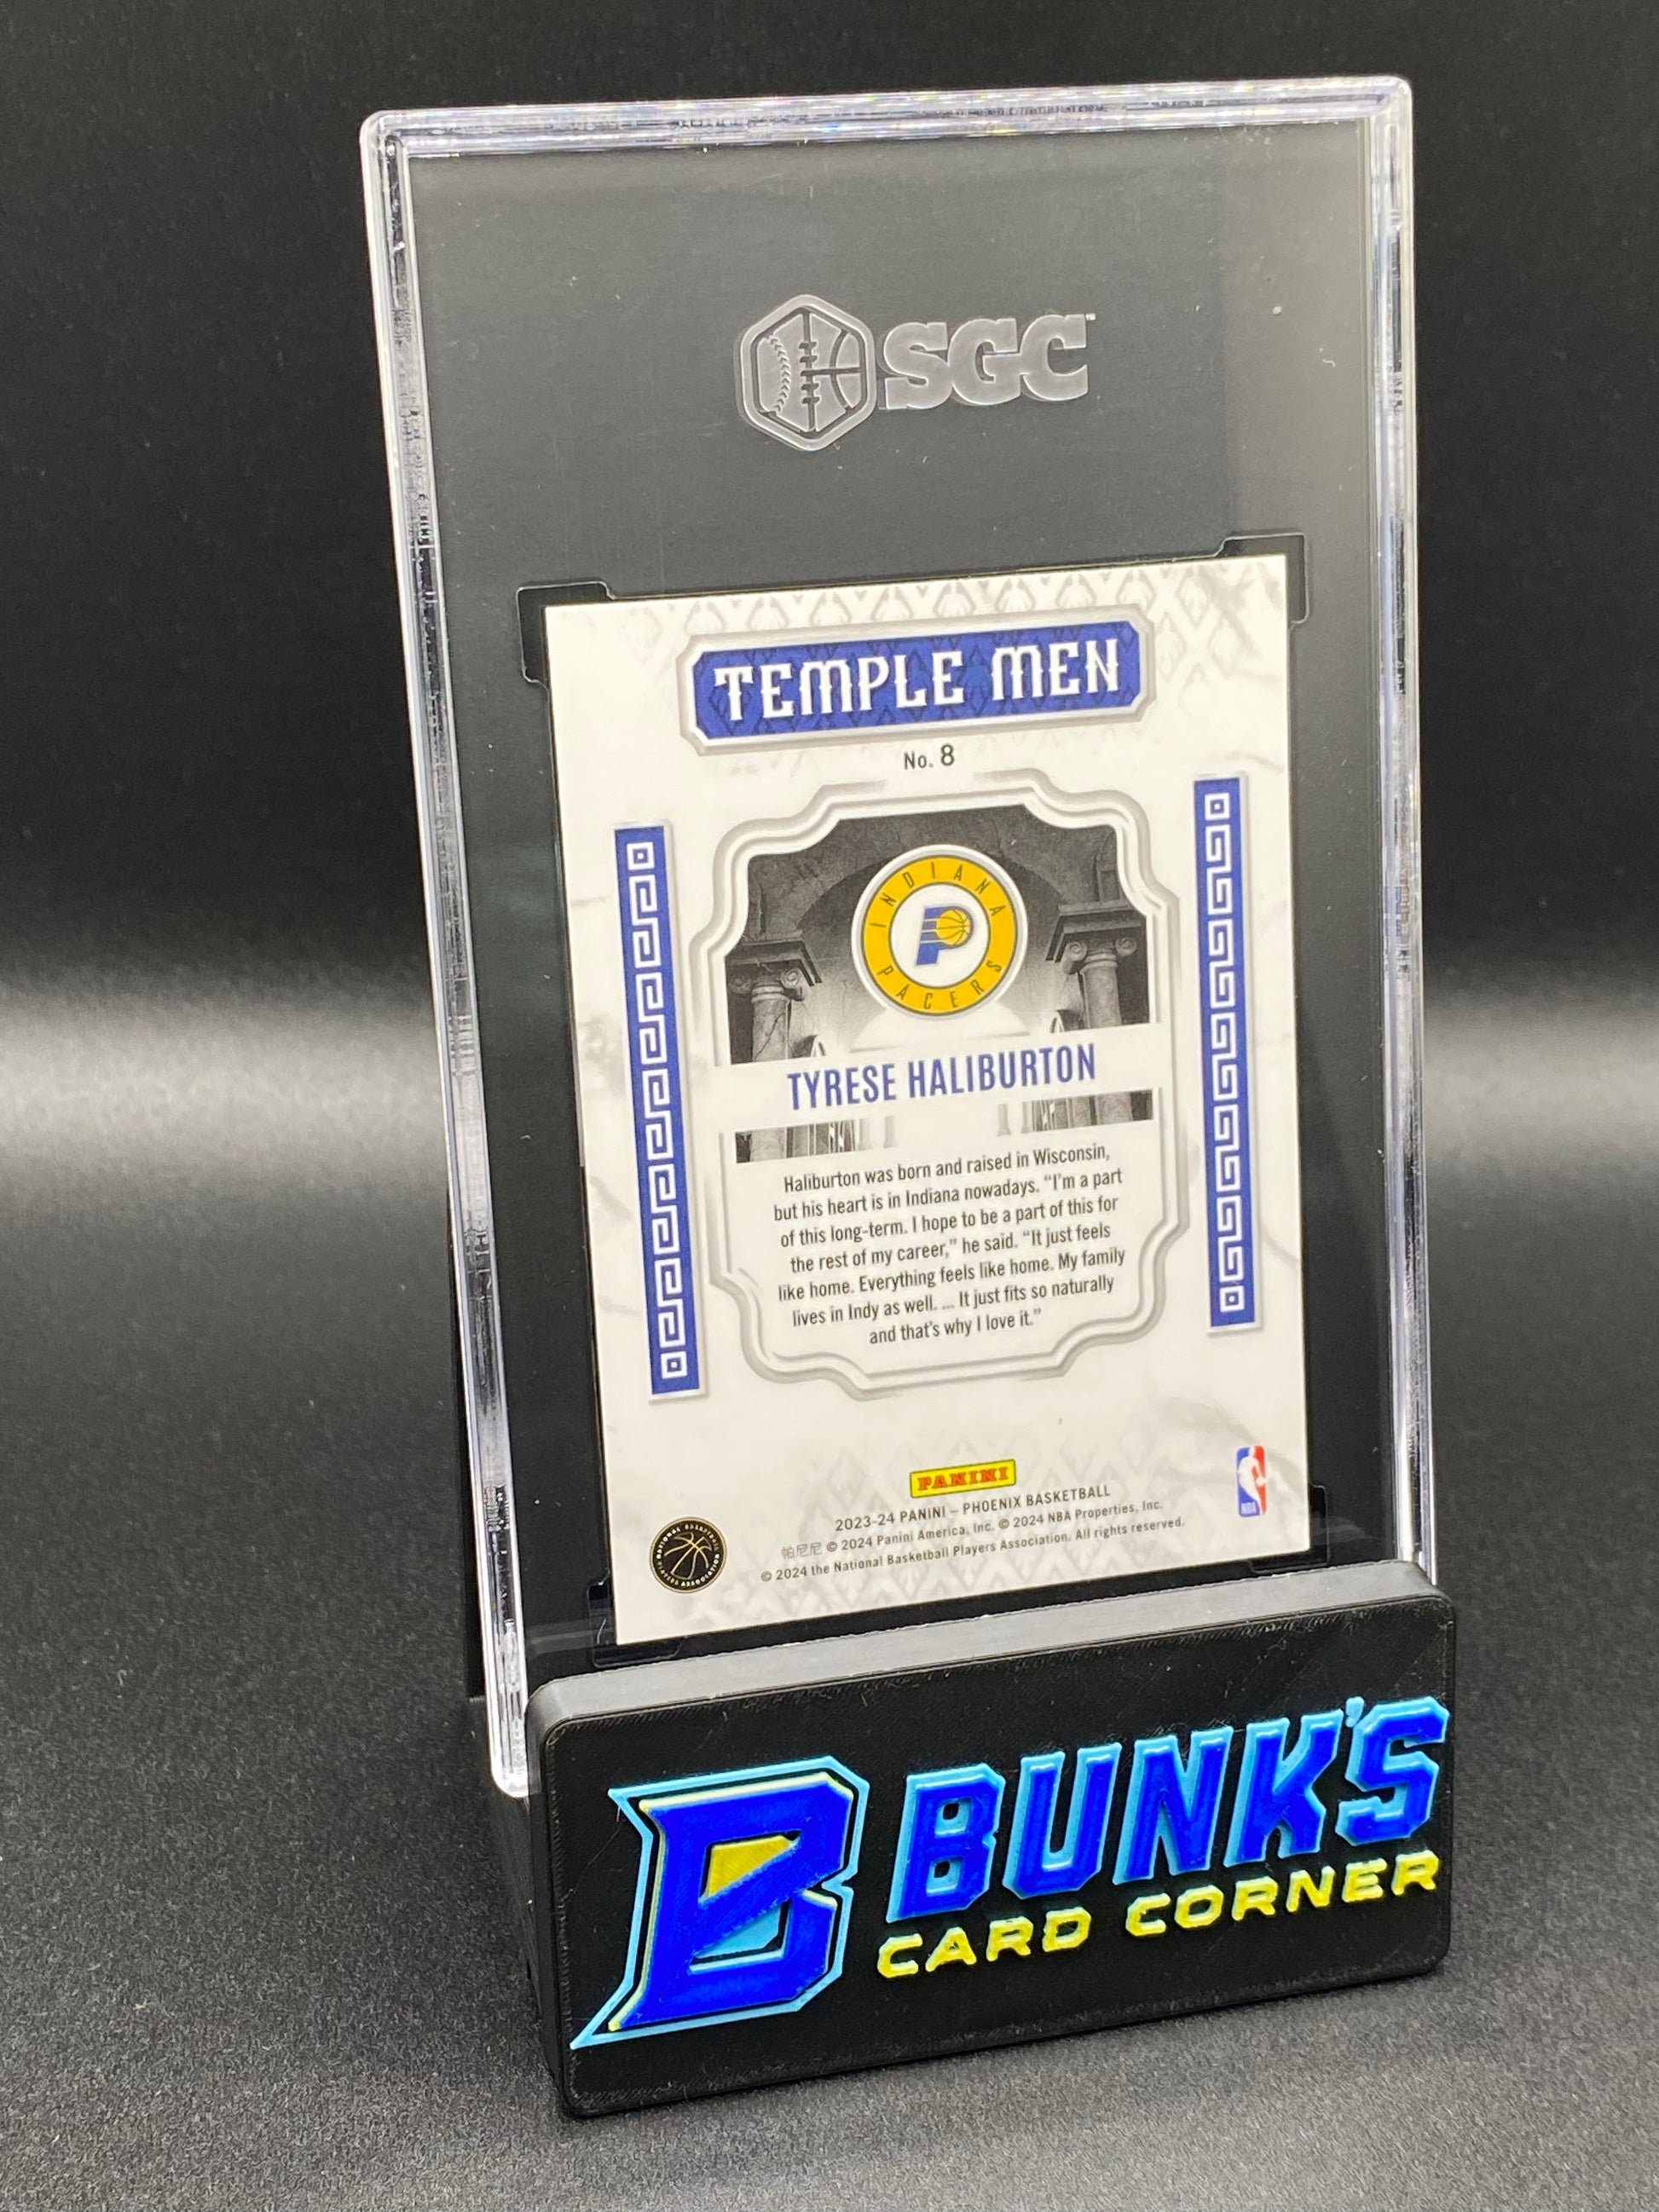 SGC
TEMPLE MEN
No. 8
INDIANA
PACERS
TYRESE HALIBURTON
Haliburton was born and raised in Wisconsin,
but his heart is in Indiana nowadays. “I'm a part
of this long-term. I hope to be a part of this for
the rest of my career,” he said. “It just feels
like home. Everything feels like home. My family
lives in Indy as well. ... It just fits so naturally
and that's why I love it.”
PANINI
2023-24 PANINI – PHOENIX BASKETBALL
帕尼尼 © 2024 Panini America, Inc. © 2024 NBA Properties, Inc.
© 2024 the National Basketball Players Association. All rights reserved.
NATIONAL BASKETBALL
PLAYERS ASSOCIATION
NBA
B BUNK'S
CARD CORNER